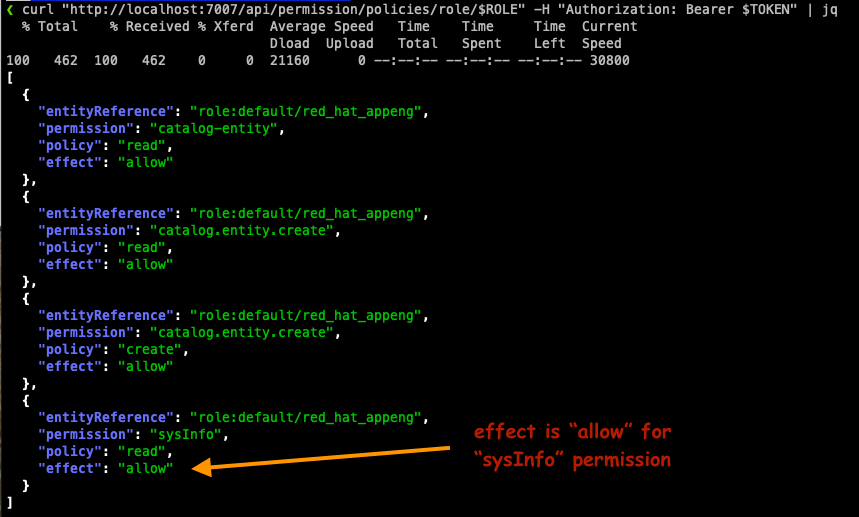 ❮ curl "http://localhost:7007/api/permission/policies/role/$ROLE" -H "Authorization: Bearer $TOKEN" | jq
  % Total    % Received % Xferd  Average Speed   Time    Time     Time  Current
                                 Dload  Upload   Total   Spent    Left  Speed
100   462  100   462    0     0  21160      0 --:--:-- --:--:-- --:--:-- 30800
[
  {
    "entityReference": "role:default/red_hat_appeng",
    "permission": "catalog-entity",
    "policy": "read",
    "effect": "allow"
  },
  {
    "entityReference": "role:default/red_hat_appeng",
    "permission": "catalog.entity.create",
    "policy": "read",
    "effect": "allow"
  },
  {
    "entityReference": "role:default/red_hat_appeng",
    "permission": "catalog.entity.create",
    "policy": "create",
    "effect": "allow"
  },
  {
    "entityReference": "role:default/red_hat_appeng",
    "permission": "sysInfo",
    "policy": "read",
    "effect": "allow"
  }
]
effect is “allow” for
“sysInfo” permission